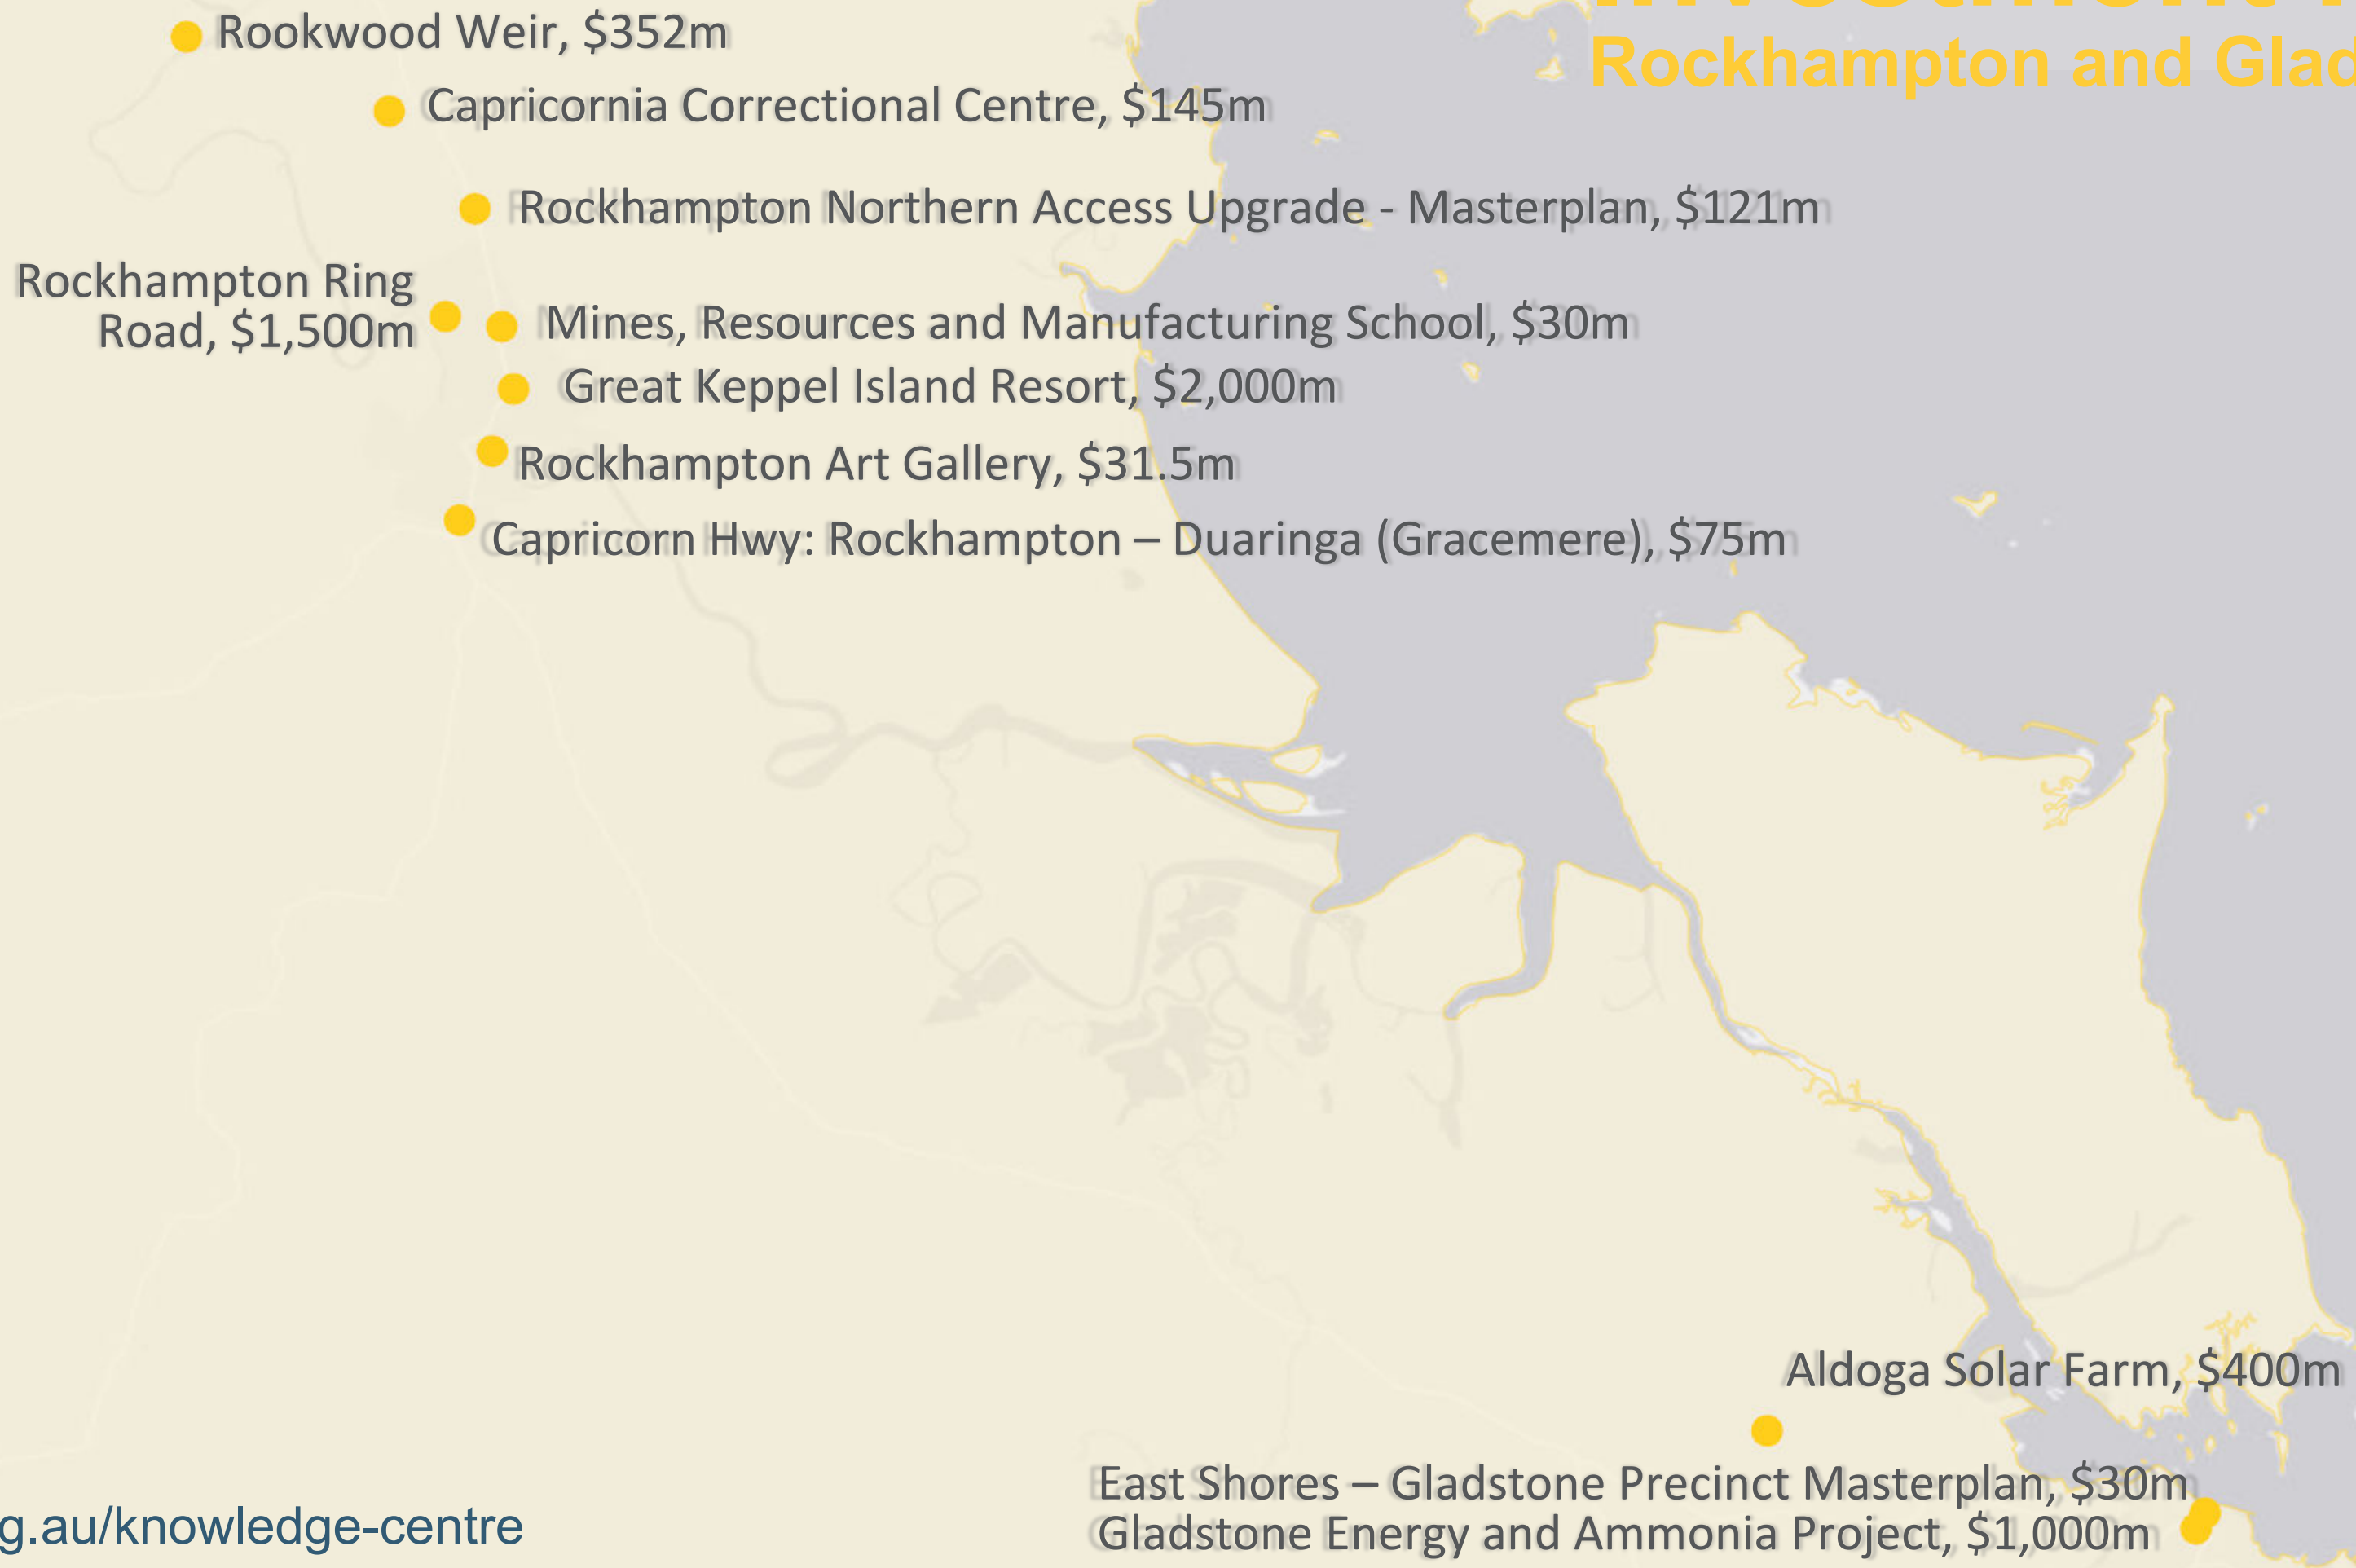 Rockhampton and Glad
Rookwood Weir, $352m
Capricornia Correctional Centre, $145m
Rockhampton Northern Access Upgrade - Masterplan, $121m
Rockhampton Ring
Road, $1,500m
Mines, Resources and Manufacturing School, $30m
Great Keppel Island Resort, $2,000m
Rockhampton Art Gallery, $31.5m
Capricorn Hwy: Rockhampton – Duaringa (Gracemere), $75m
Aldoga Solar Farm, $400m
East Shores – Gladstone Precinct Masterplan, $30m
Gladstone Energy and Ammonia Project, $1,000m
g.au/knowledge-centre